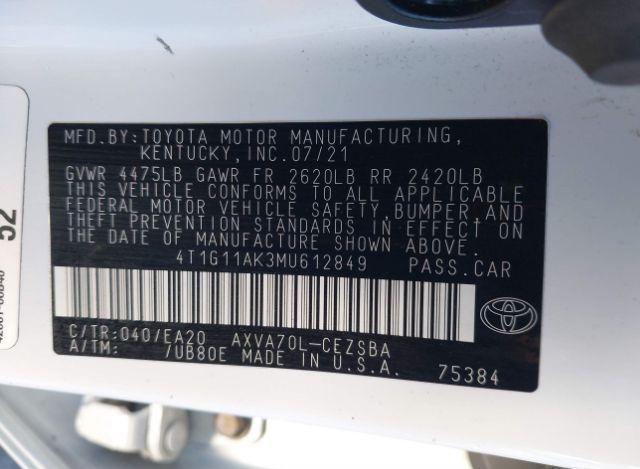 MFD.BY:TOYOTA MOTOR MANUFACTURING,
KENTUCKY,INC.07/21
GVWR 4475LB GAWR FR 2620LB RR 2420LB
THIS VEHICLE CONFORMS TO ALL APPLICABLE
FEDERAL MOTOR VEHICLE SAFETY,BUMPER,AND
THEFT PREVENTION STANDARDS IN EFFECT ON
THE DATE OF MANUFACTURE SHOWN ABOVE.
4T1G11AK3MU612849 PASS.CAR
C/TR:040/EA20 AXVA70L-CEZSBA
A/TM: /UB80E MADE IN U.S.A. 75384
52